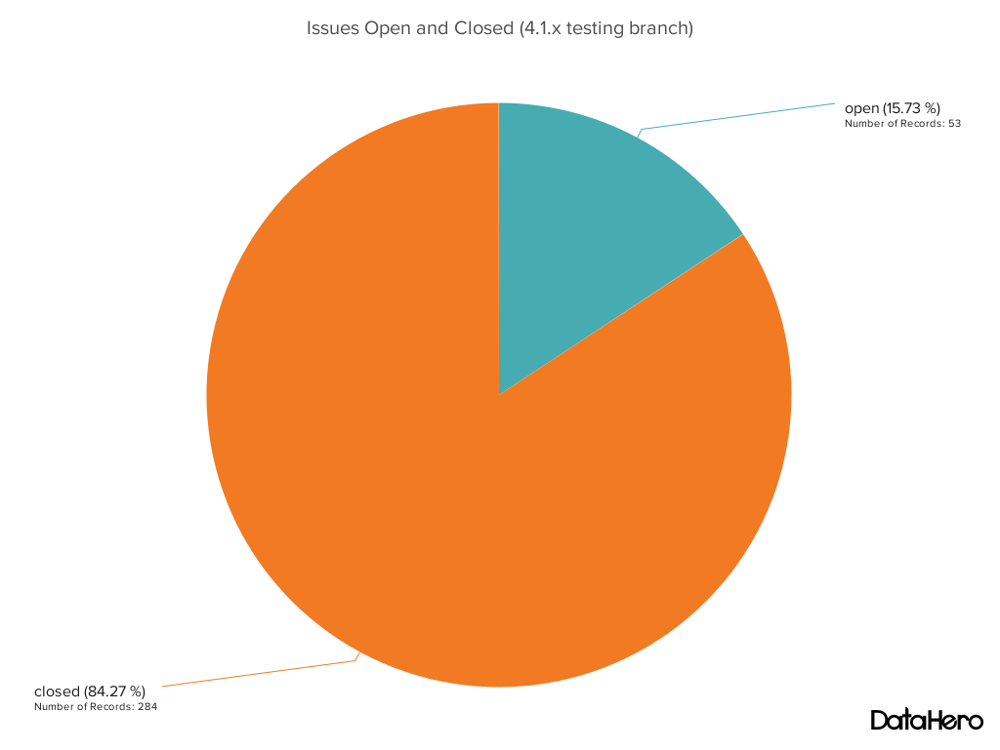 Issues Open and Closed (4.1.x testing branch)
open (15.73 %)
Number of Records: 53
closed (84.27 %)
Number of Records: 284
DataHero